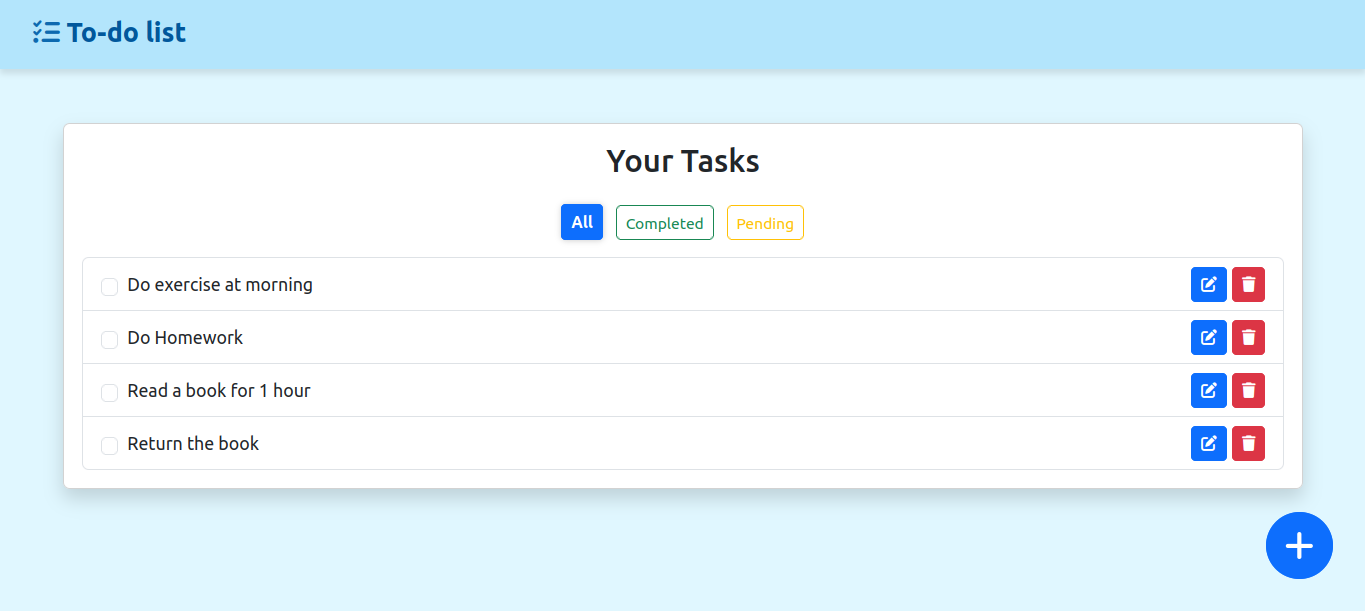 To-do list
Your Tasks
All Completed Pending
Do exercise at morning
Do Homework
Read a book for 1 hour
Return the book